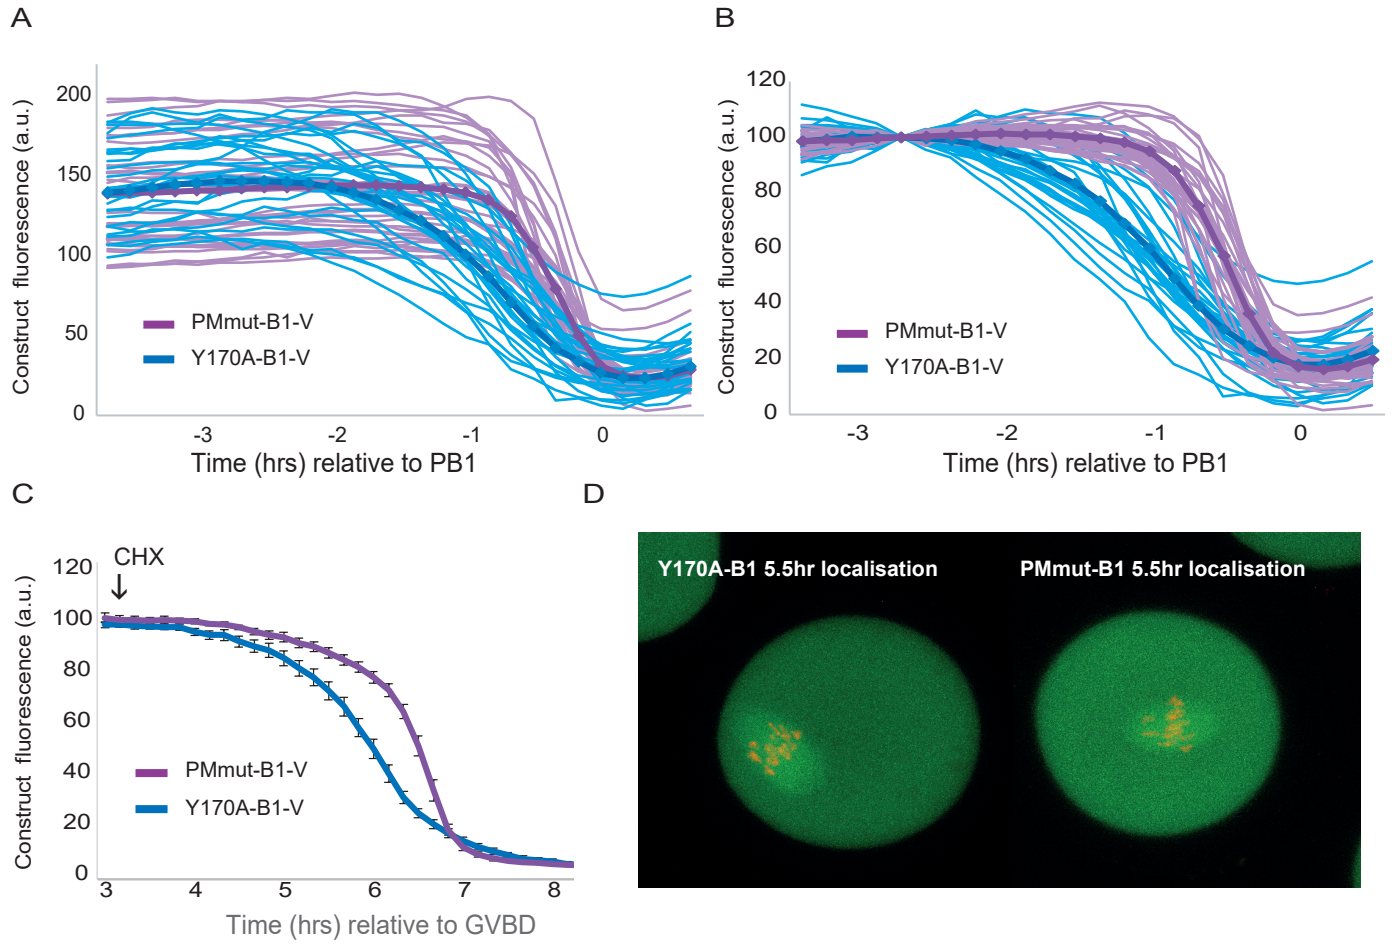 A
Construct fluorescence (a.u.)
200
150
100
50
0
PMmut-B1-V
Y170A-B1-V
-3 -2 -1 0
Time (hrs) relative to PB1
B
Construct fluorescence (a.u.)
120
100
80
60
40
20
0
PMmut-B1-V
Y170A-B1-V
-3 -2 -1 0
Time (hrs) relative to PB1
C
Construct fluorescence (a.u.)
CHX
120
100
80
60
40
20
0
PMmut-B1-V
Y170A-B1-V
3 4 5 6 7 8
Time (hrs) relative to GVBD
D
Y170A-B1 5.5hr localisation
PMmut-B1 5.5hr localisation